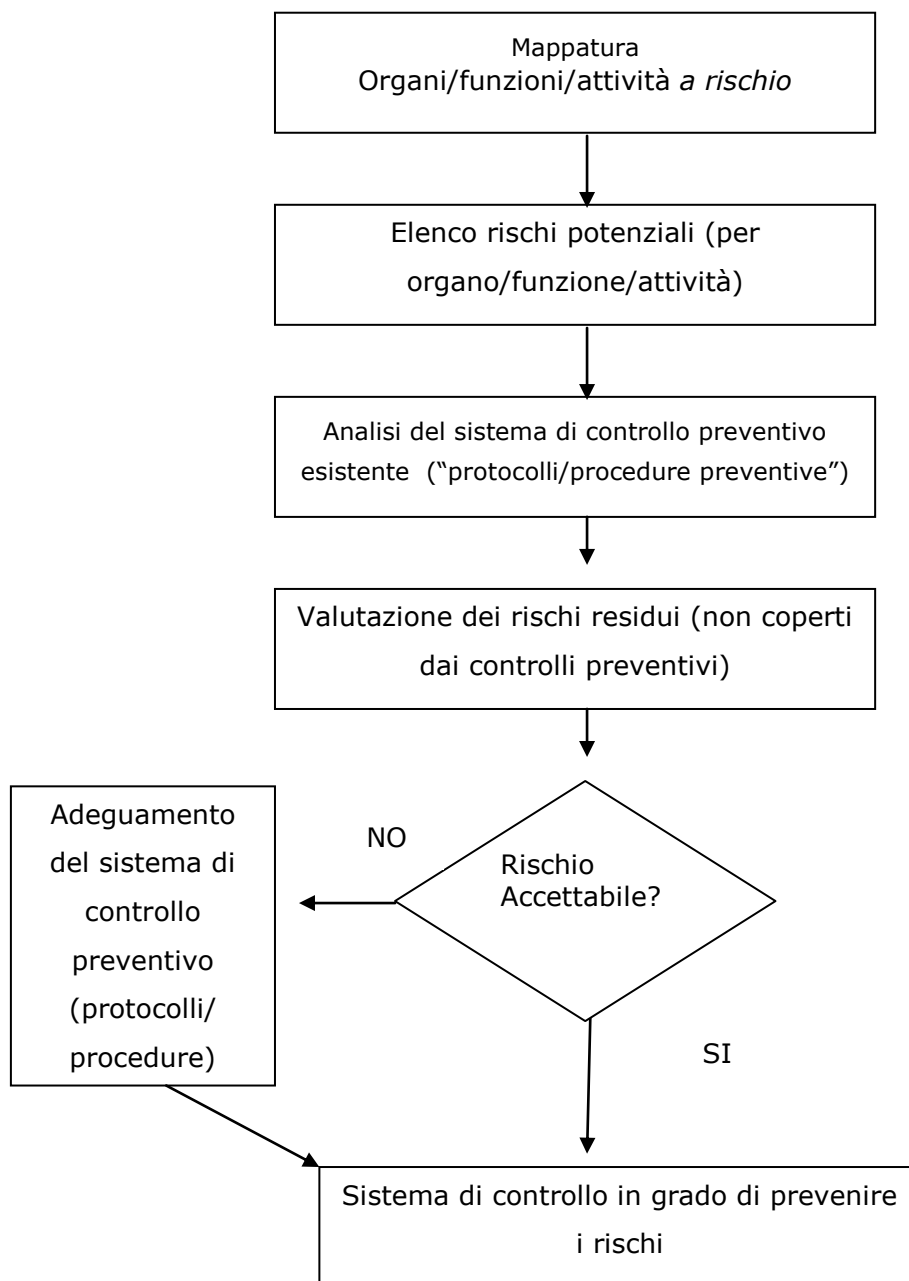 Mappatura
Organi/funzioni/attività a rischio
Elenco rischi potenziali (per
organo/funzione/attività)
Analisi del sistema di controllo preventivo
esistente (“protocolli/procedure preventive”)
Valutazione dei rischi residui (non coperti
dai controlli preventivi)
Rischio
Accettabile?
NO
Adeguamento
del sistema di
controllo
preventivo
(protocolli/
procedure)
SI
Sistema di controllo in grado di prevenire
i rischi